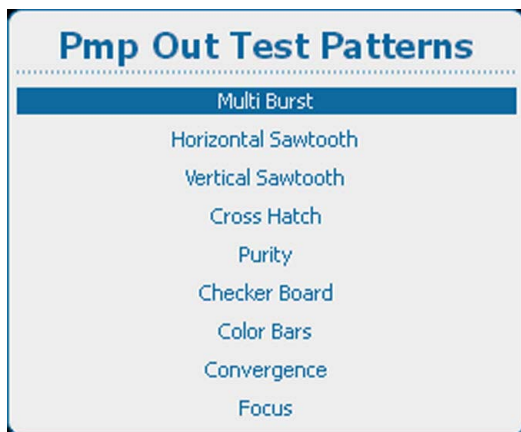 Pmp Out Test Patterns
Multi Burst
Horizontal Sawtooth
Vertical Sawtooth
Cross Hatch
Purity
Checker Board
Color Bars
Convergence
Focus